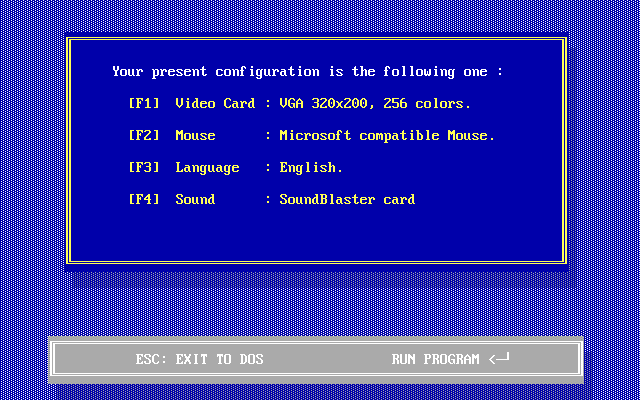 Your present configuration is the following one :
[F1] Video Card : VGA 320x200, 256 colors.
[F2] Mouse : Microsoft compatible Mouse.
[F3] Language : English.
[F4] Sound : SoundBlaster card
ESC: EXIT TO DOS RUN PROGRAM <─┘